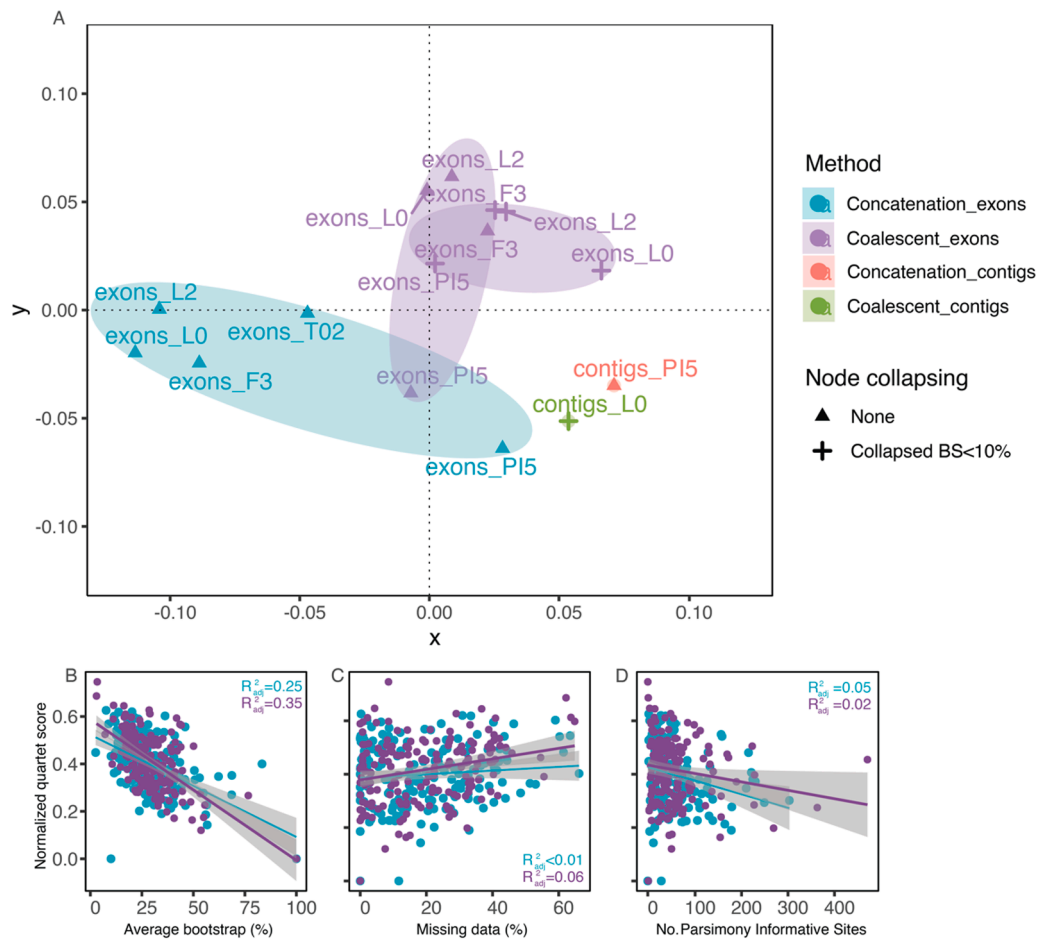 A
0.10
0.05
0.00
-0.05
-0.10
y
exons_L2
exons_F3
exons_L0
exons_L2
exons_F3
exons_L0
exons_PI5
exons_L2
exons_L0
exons_T02
exons_F3
exons_PI5
contigs_PI5
contigs_L0
exons_PI5
-0.10
-0.05
0.00
0.05
0.10
x
Method
Concatenation_exons
Coalescent_exons
Concatenation_contigs
Coalescent_contigs
Node collapsing
None
Collapsed BS<10%
B
R²adj=0.25
R²adj=0.35
Normalized quartet score
0.6
0.4
0.2
0.0
0
25
50
75
100
Average bootstrap (%)
C
R²adj<0.01
R²adj=0.06
0
20
40
60
Missing data (%)
D
R²adj=0.05
R²adj=0.02
0
100
200
300
400
No.Parsimony Informative Sites